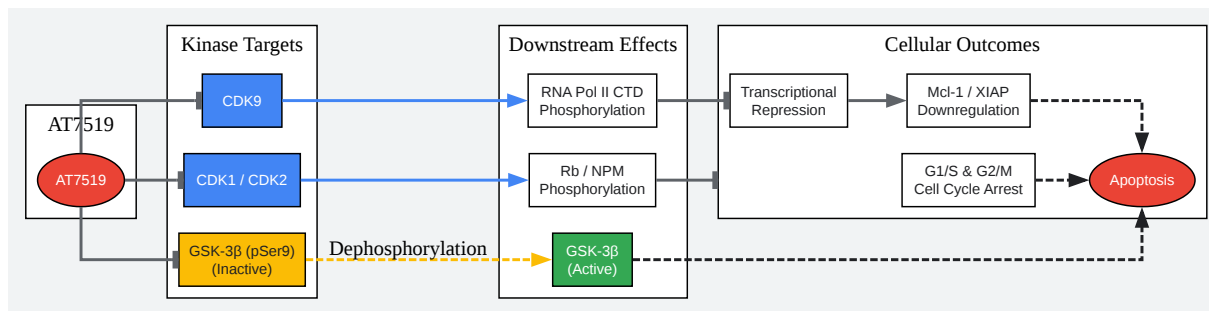 Kinase Targets
Downstream Effects
Cellular Outcomes
AT7519
AT7519
CDK9
CDK1 / CDK2
GSK-3β (pSer9)
(Inactive)
Dephosphorylation
RNA Pol II CTD
Phosphorylation
Rb / NPM
Phosphorylation
GSK-3β
(Active)
Transcriptional
Repression
Mcl-1 / XIAP
Downregulation
G1/S & G2/M
Cell Cycle Arrest
Apoptosis